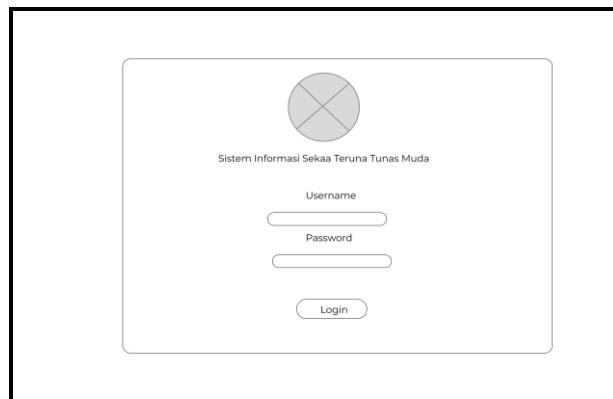 Sistem Informasi Sekaa Teruna Tunas Muda
Username
Password
Login